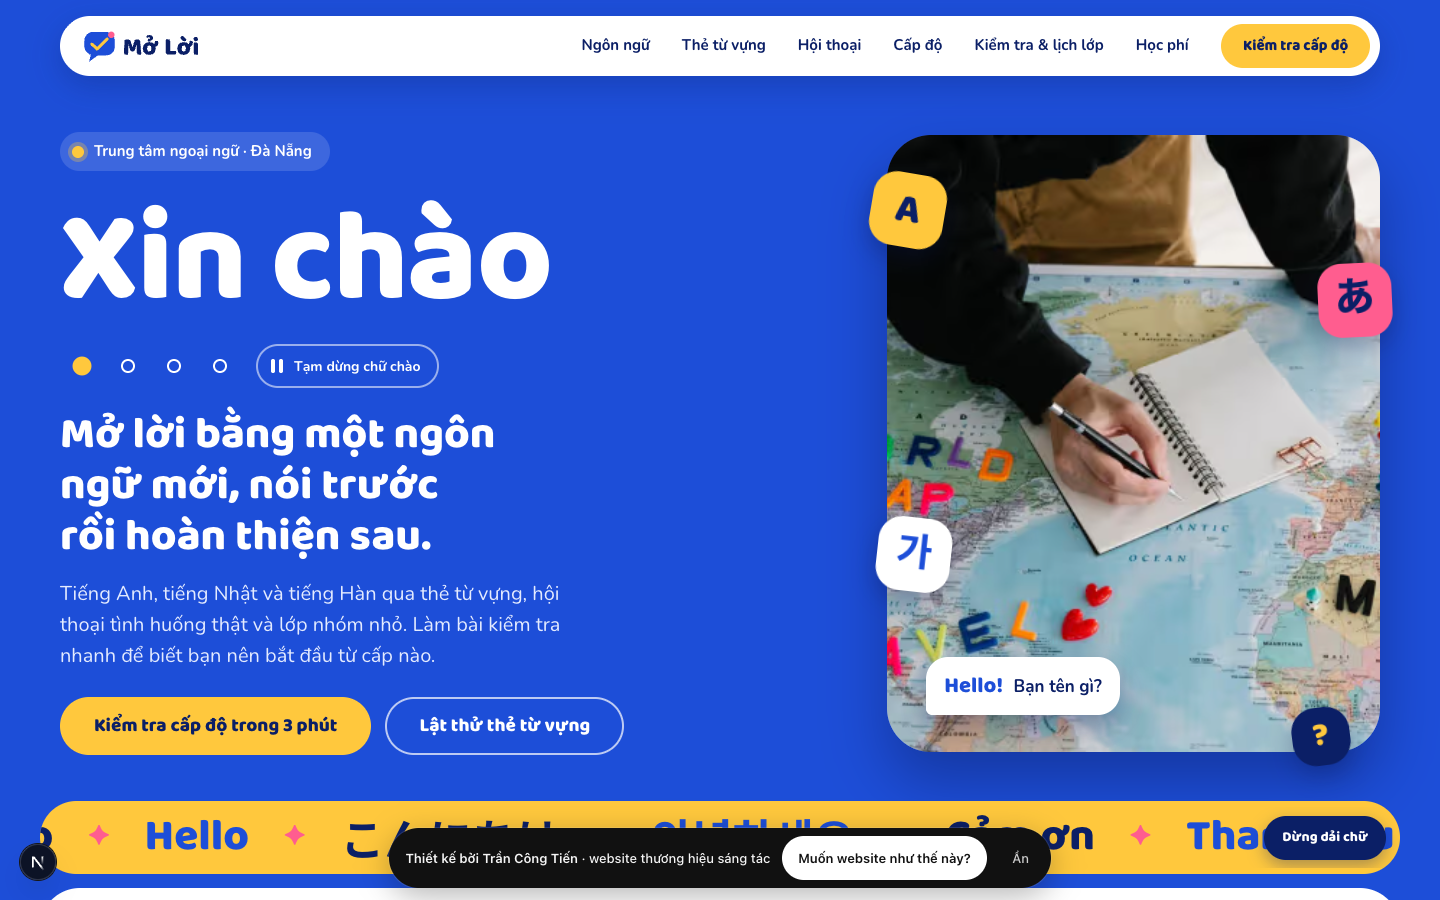 Mở Lời
Ngôn ngữ
Thẻ từ vựng
Hội thoại
Cấp độ
Kiểm tra & lịch lớp
Học phí
Kiểm tra cấp độ
Trung tâm ngoại ngữ · Đà Nẵng
Xin chào
Tạm dừng chữ chào
Mở lời bằng một ngôn
ngữ mới, nói trước
rồi hoàn thiện sau.
Tiếng Anh, tiếng Nhật và tiếng Hàn qua thẻ từ vựng, hội
thoại tình huống thật và lớp nhóm nhỏ. Làm bài kiểm tra
nhanh để biết bạn nên bắt đầu từ cấp nào.
Kiểm tra cấp độ trong 3 phút
Lật thử thẻ từ vựng
A
あ
가
OCEAN
M
Hello! Bạn tên gì?
?
Hello
Dừng dải chữ
N
Thiết kế bởi Trần Công Tiến · website thương hiệu sáng tác
Muốn website như thế này?
Ẩn